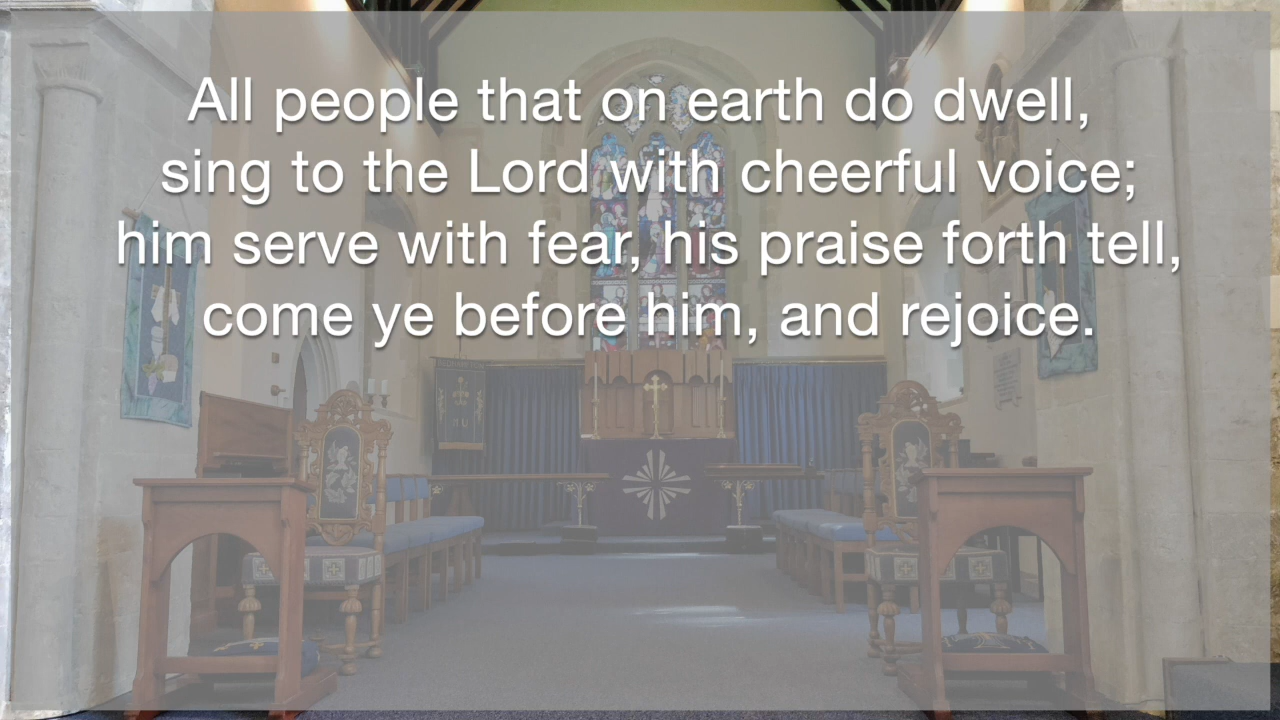 All people that on earth do dwell,
sing to the Lord with cheerful voice;
him serve with fear, his praise forth tell,
come ye before him, and rejoice.